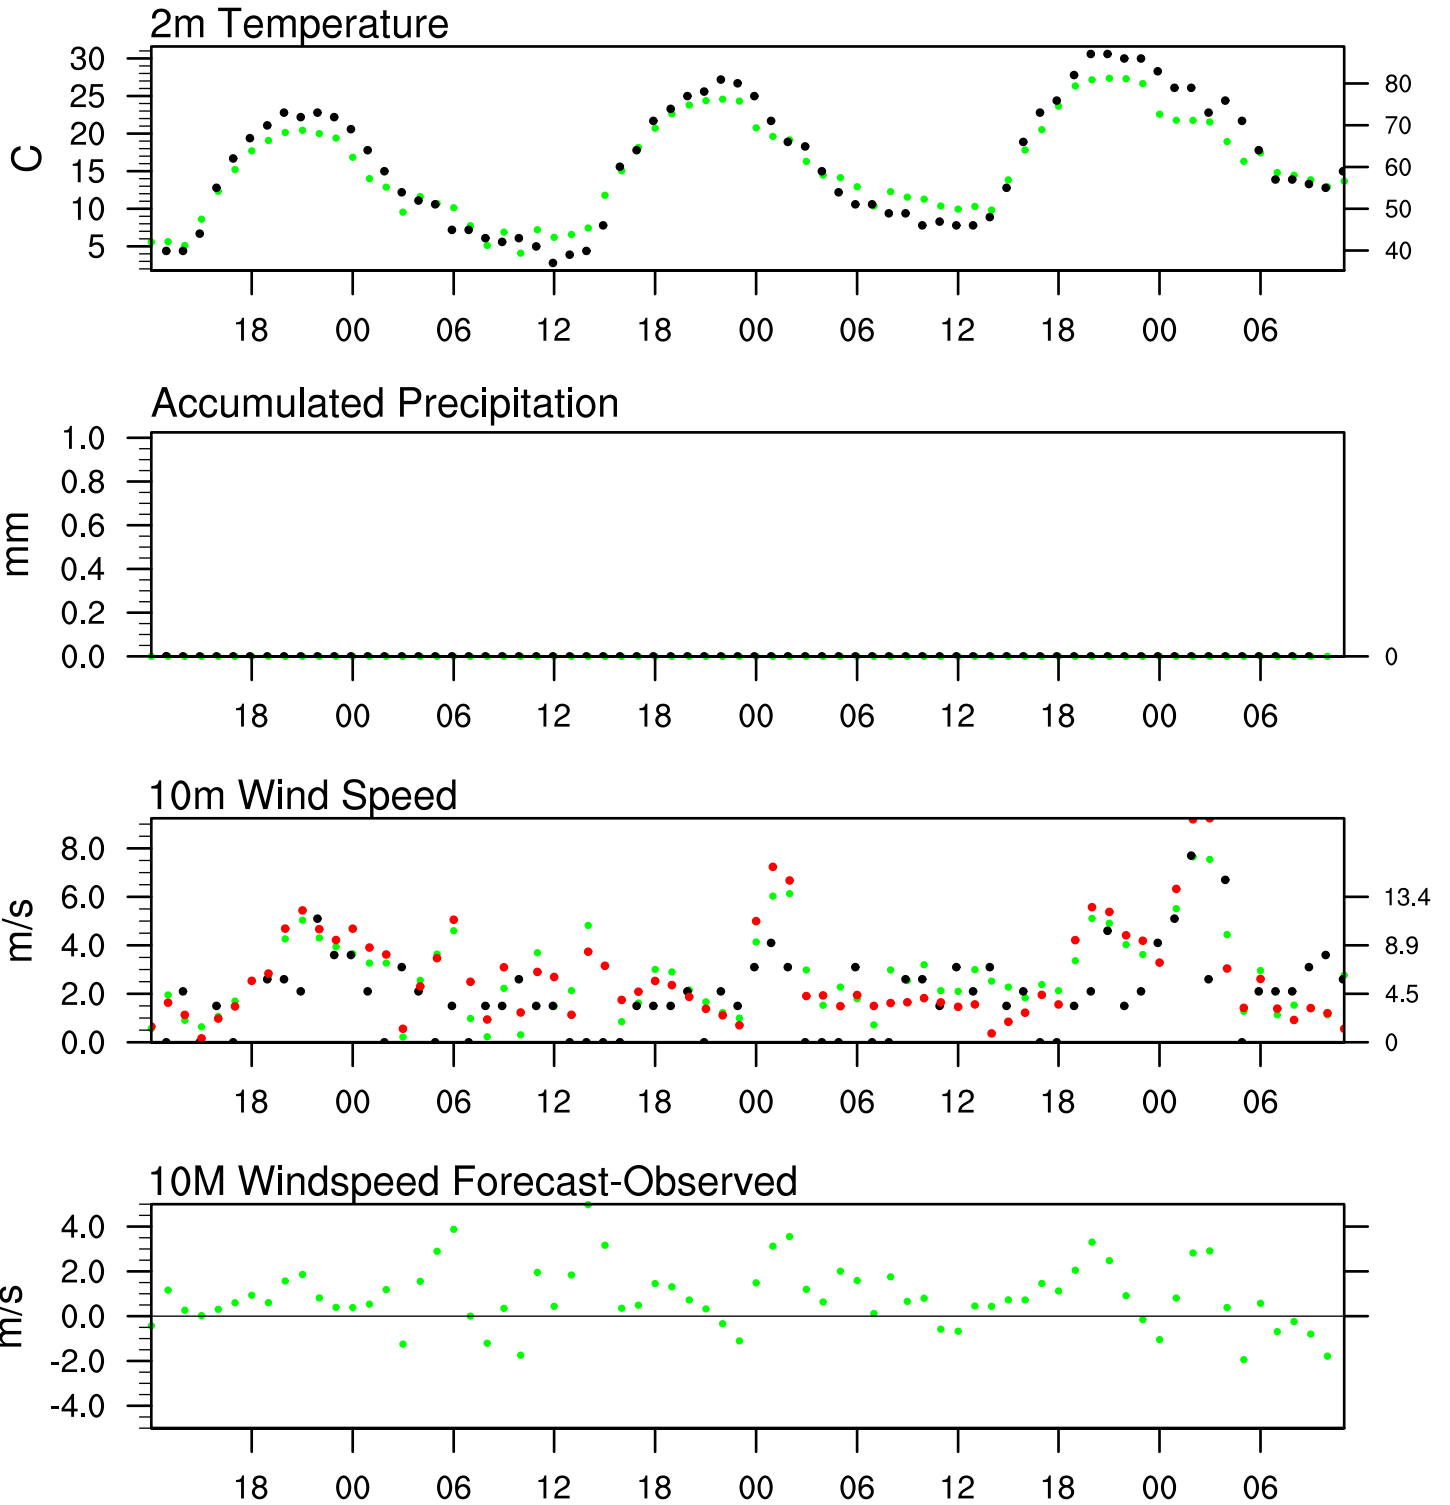 2m Temperature
30
25
20
15
10
5
C
80
70
60
50
40
18 00 06 12 18 00 06 12 18 00 06
Accumulated Precipitation
1.0
0.8
0.6
0.4
0.2
0.0
mm
0
18 00 06 12 18 00 06 12 18 00 06
10m Wind Speed
8.0
6.0
4.0
2.0
0.0
m/s
13.4
8.9
4.5
0
18 00 06 12 18 00 06 12 18 00 06
10M Windspeed Forecast-Observed
4.0
2.0
0.0
-2.0
-4.0
m/s
18 00 06 12 18 00 06 12 18 00 06